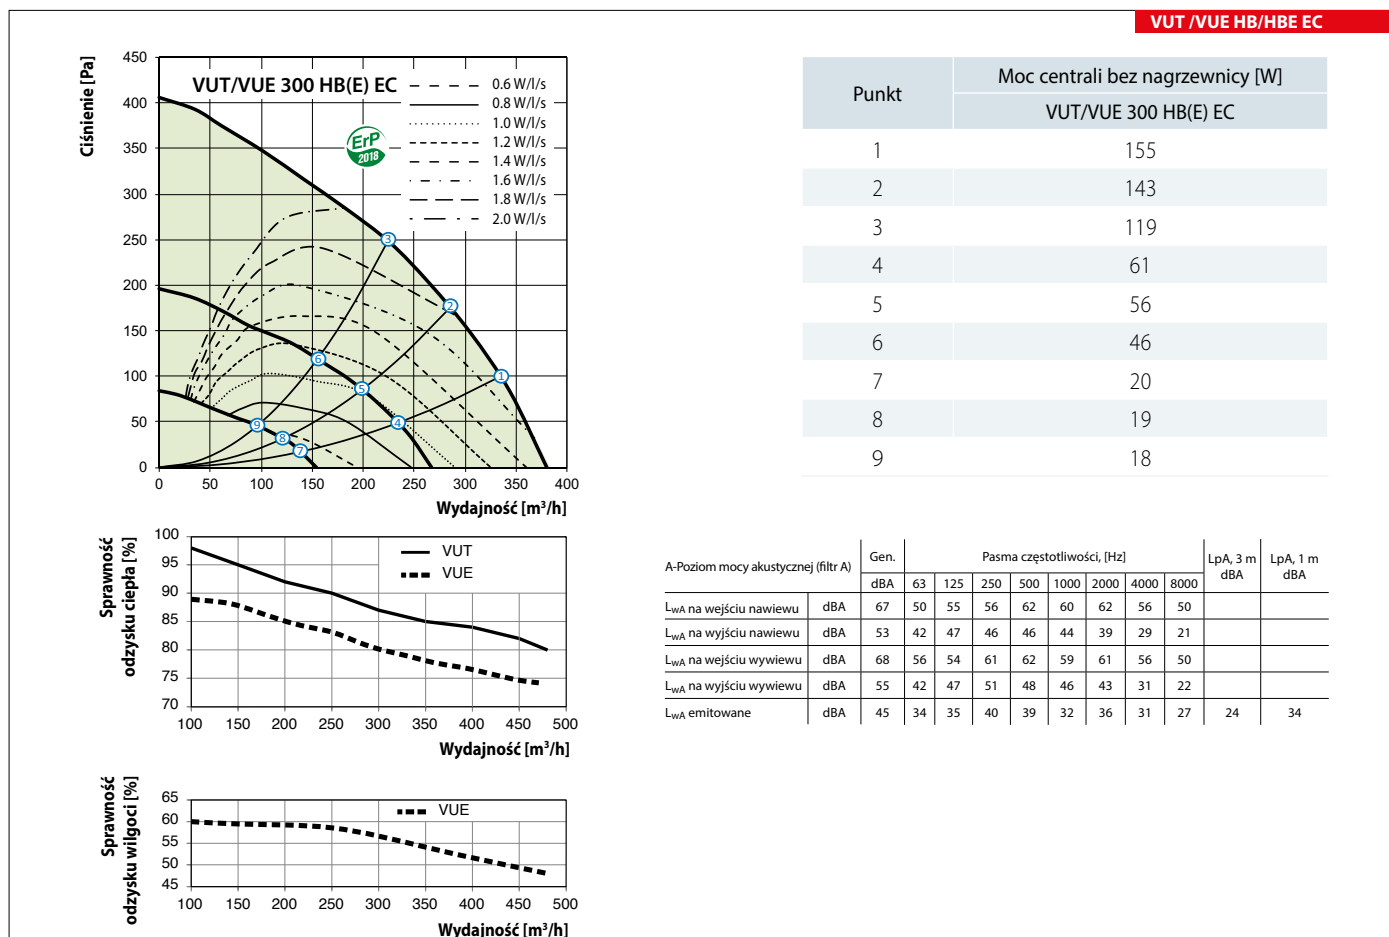 VUT /VUE HB/HBE EC
Ciśnienie [Pa]
450
400
350
300
250
200
150
100
50
0
VUT/VUE 300 HB(E) EC
ErP
2018
0.6 W/l/s
0.8 W/l/s
1.0 W/l/s
1.2 W/l/s
1.4 W/l/s
1.6 W/l/s
1.8 W/l/s
2.0 W/l/s
3
2
1
6
5
4
9
8
7
0 50 100 150 200 250 300 350 400
Wydajność [m³/h]
Punkt
Moc centrali bez nagrzewnicy [W]
VUT/VUE 300 HB(E) EC
1 155
2 143
3 119
4 61
5 56
6 46
7 20
8 19
9 18
Sprawność
odzysku ciepła [%]
100
95
90
85
80
75
70
VUT
VUE
100 150 200 250 300 350 400 450 500
Wydajność [m³/h]
A-Poziom mocy akustycznej (filtr A) Gen. Pasma częstotliwości, [Hz] LpA, 3 m dBA LpA, 1 m dBA
dBA 63 125 250 500 1000 2000 4000 8000
LwA na wejściu nawiewu dBA 67 50 55 56 62 60 62 56 50
LwA na wyjściu nawiewu dBA 53 42 47 46 46 44 39 29 21
LwA na wejściu wywiewu dBA 68 56 54 61 62 59 61 56 50
LwA na wyjściu wywiewu dBA 55 42 47 51 48 46 43 31 22
LwA emitowane dBA 45 34 35 40 39 32 36 31 27 24 34
Sprawność
odzysku wilgoci [%]
65
60
55
50
45
VUE
100 150 200 250 300 350 400 450 500
Wydajność [m³/h]